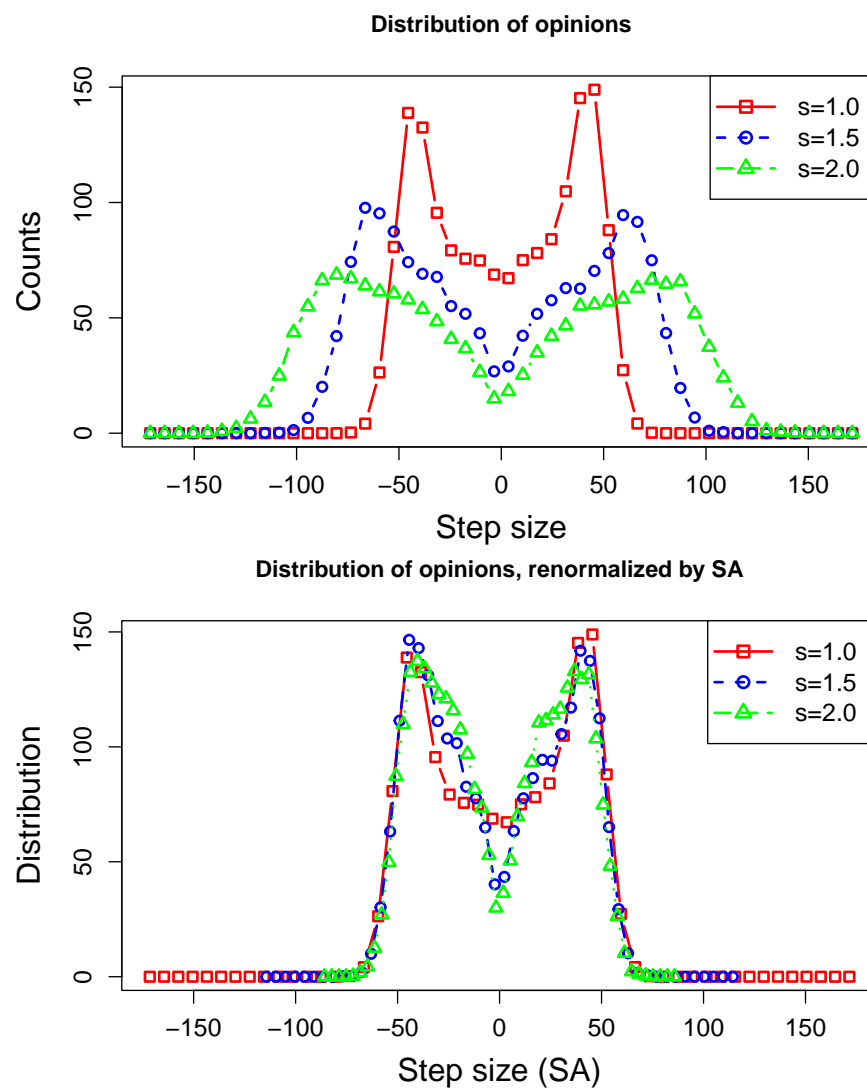 Distribution of opinions
150
100
50
0
Counts
s=1.0
s=1.5
s=2.0
−150 −100 −50 0 50 100 150
Step size
Distribution of opinions, renormalized by SA
150
100
50
0
Distribution
s=1.0
s=1.5
s=2.0
−150 −100 −50 0 50 100 150
Step size (SA)